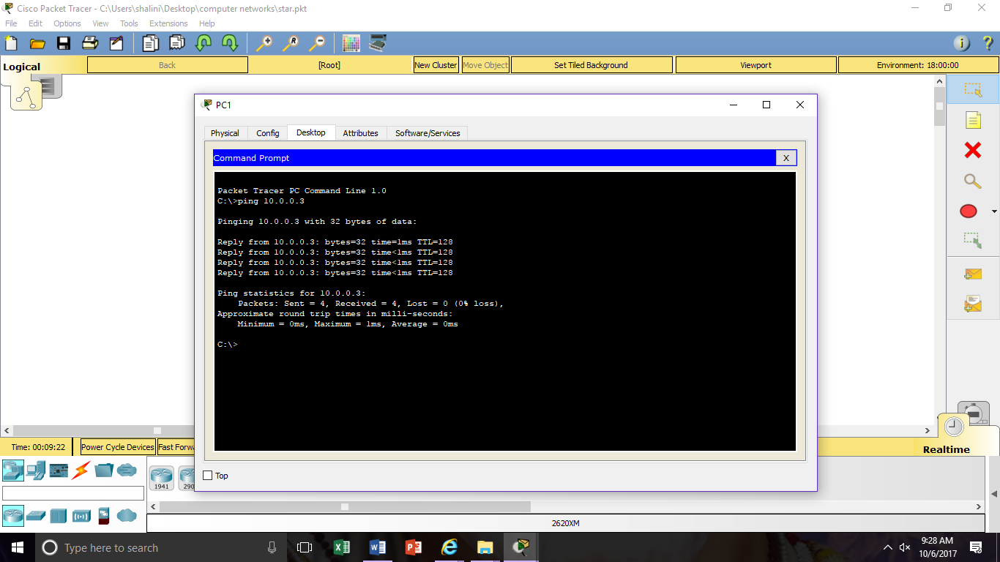 Cisco Packet Tracer - C:\Users\shalini\Desktop\computer networks\star.pkt
File Edit Options View Tools Extensions Help
Logical Back [Root] New Cluster Move Object Set Tiled Background Viewport Environment: 18:00:00
PC1
Physical Config Desktop Attributes Software/Services
Command Prompt X
Packet Tracer PC Command Line 1.0
C:\>ping 10.0.0.3
Pinging 10.0.0.3 with 32 bytes of data:
Reply from 10.0.0.3: bytes=32 time=1ms TTL=128
Reply from 10.0.0.3: bytes=32 time<1ms TTL=128
Reply from 10.0.0.3: bytes=32 time<1ms TTL=128
Reply from 10.0.0.3: bytes=32 time<1ms TTL=128
Ping statistics for 10.0.0.3:
Packets: Sent = 4, Received = 4, Lost = 0 (0% loss),
Approximate round trip times in milli-seconds:
Minimum = 0ms, Maximum = 1ms, Average = 0ms
C:\>
Top
Time: 00:09:22 Power Cycle Devices Fast Forwa
Realtime
1941 290
2620XM
Type here to search
9:28 AM
10/6/2017